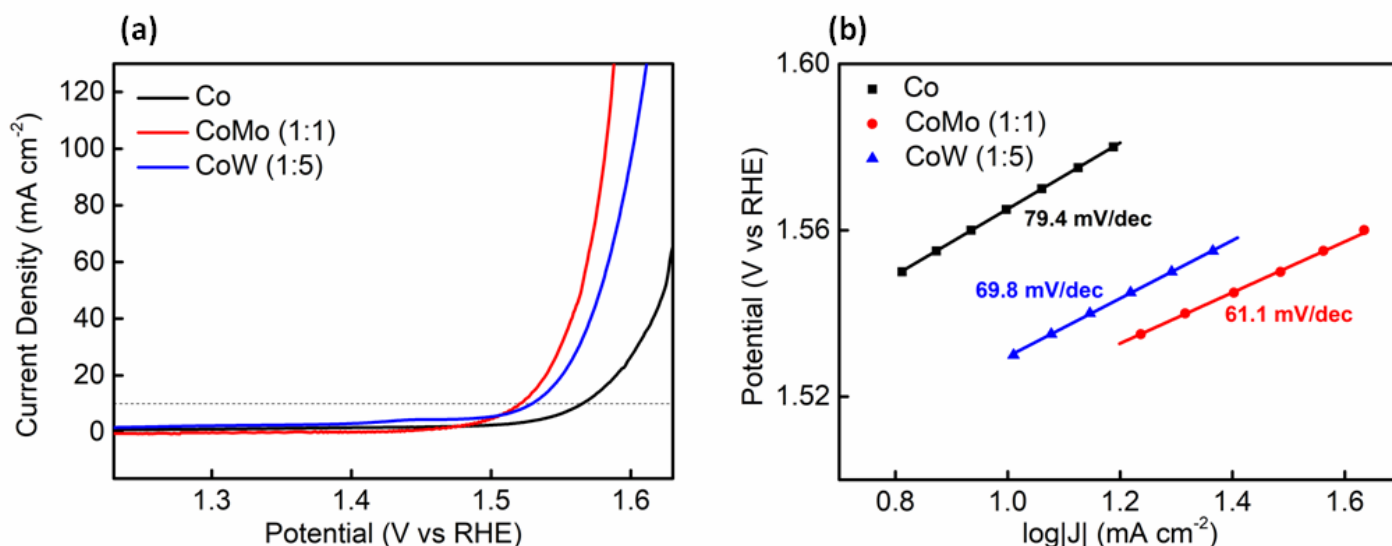 (a)
Co
CoMo (1:1)
CoW (1:5)
120
100
80
60
40
20
0
Current Density (mA cm⁻²)
1.3 1.4 1.5 1.6
Potential (V vs RHE)
(b)
Co
CoMo (1:1)
CoW (1:5)
79.4 mV/dec
69.8 mV/dec
61.1 mV/dec
1.60
1.56
1.52
Potential (V vs RHE)
0.8 1.0 1.2 1.4 1.6
log|J| (mA cm⁻²)